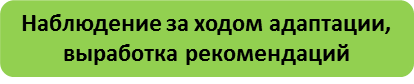 Наблюдение за ходом адаптации,
выработка рекомендаций